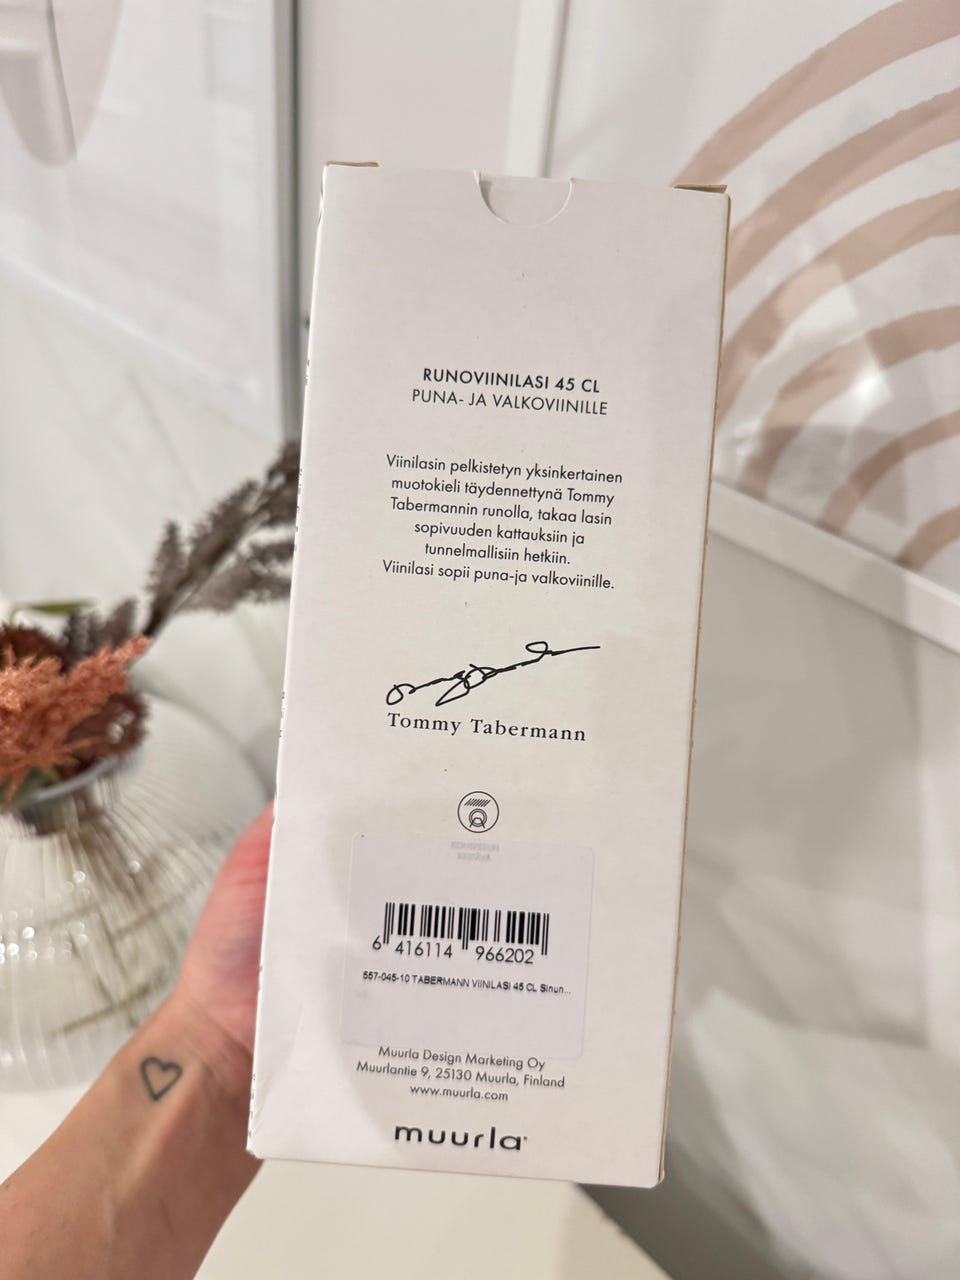 RUNOVIINILASI 45 CL
PUNA- JA VALKOVIINILLE
Viinilasin pelkistetyn yksinkertainen
muotokieli täydennettynä Tommy
Tabermannin runolla, takaa lasin
sopivuuden kattauksiin ja
tunnelmallisiin hetkiin.
Viinilasi sopii puna-ja valkoviinille.
Tommy Tabermann
6 416114 966202
557-045-10 TABERMANN VIINILASI 45 CL Sinun...
Muurla Design Marketing Oy
Muurlantie 9, 25130 Muurla, Finland
www.muurla.com
muurla